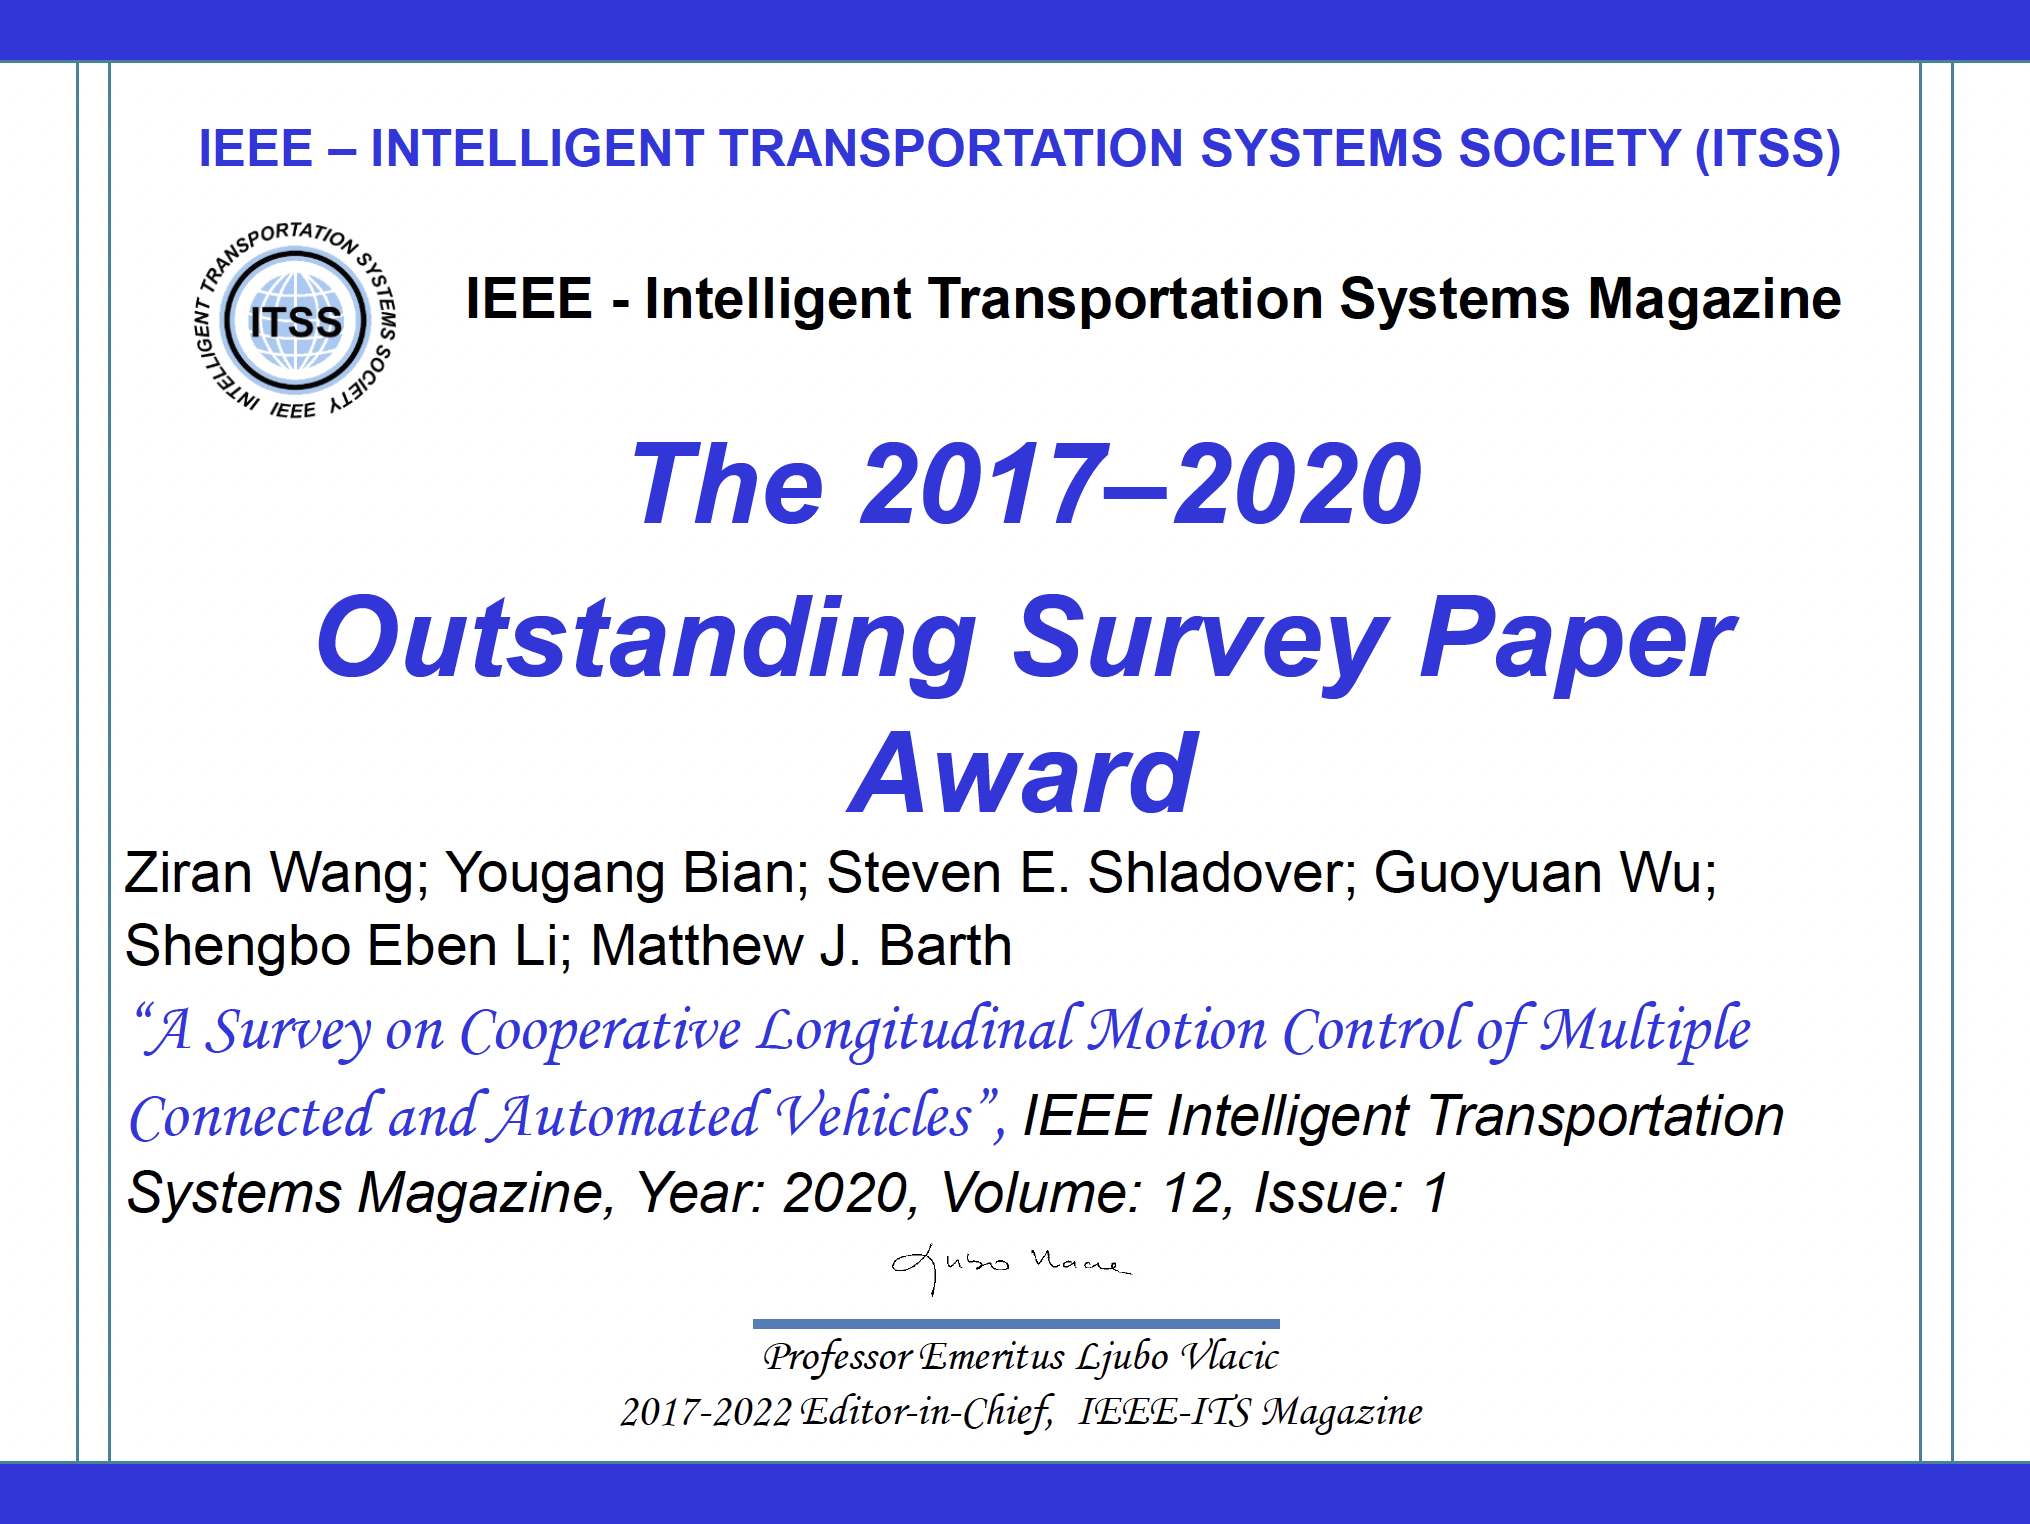 IEEE – INTELLIGENT TRANSPORTATION SYSTEMS SOCIETY (ITSS)
INTELLIGENT TRANSPORTATION SYSTEMS SOCIETY
IEEE
ITSS
IEEE - Intelligent Transportation Systems Magazine
The 2017–2020
Outstanding Survey Paper
Award
Ziran Wang; Yougang Bian; Steven E. Shladover; Guoyuan Wu;
Shengbo Eben Li; Matthew J. Barth
“A Survey on Cooperative Longitudinal Motion Control of Multiple
Connected and Automated Vehicles”, IEEE Intelligent Transportation
Systems Magazine, Year: 2020, Volume: 12, Issue: 1
Ljubo Vlacic
Professor Emeritus Ljubo Vlacic
2017-2022 Editor-in-Chief, IEEE-ITS Magazine